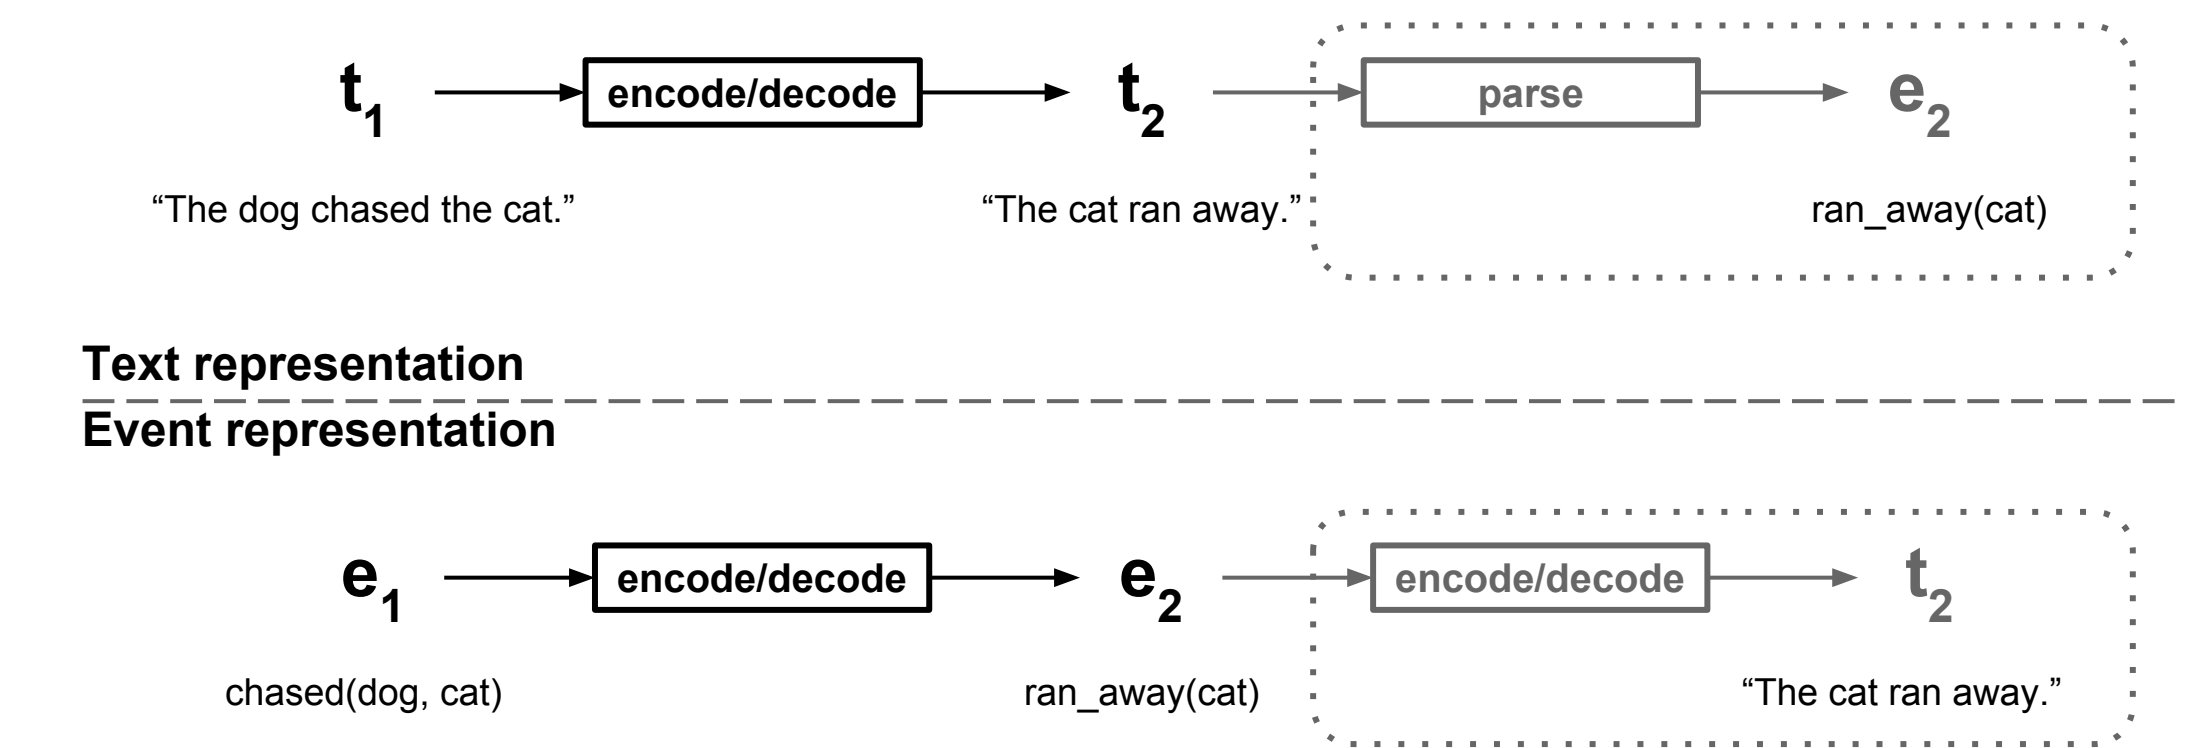 t1 encode/decode t2 parse e2
“The dog chased the cat.” “The cat ran away.” ran_away(cat)
Text representation
Event representation
e1 encode/decode e2 encode/decode t2
chased(dog, cat) ran_away(cat) “The cat ran away.”